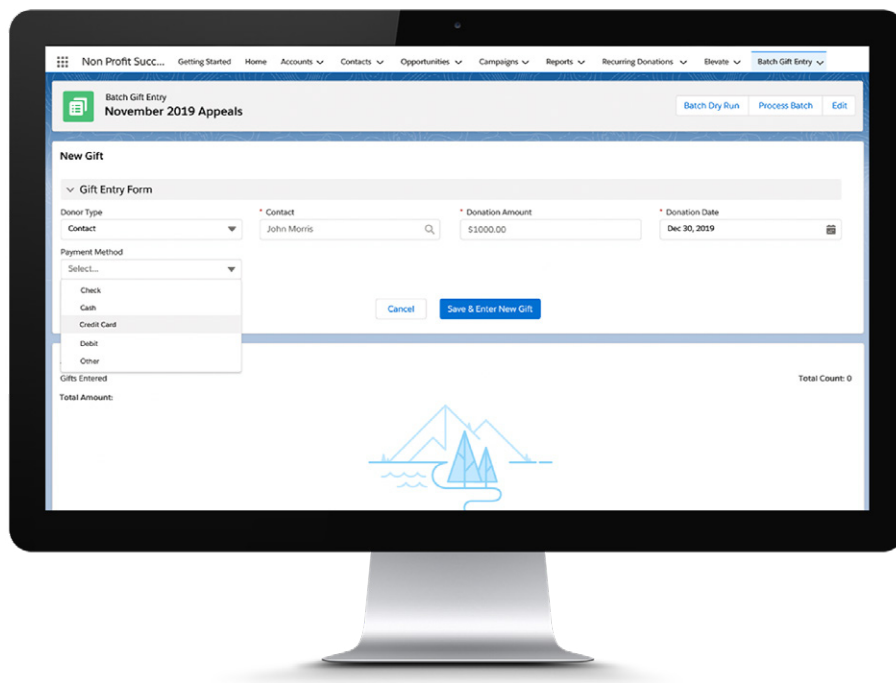 Non Profit Succ... Getting Started Home Accounts Contacts Opportunities Campaigns Reports Recurring Donations Elevate Batch Gift Entry
Batch Gift Entry
November 2019 Appeals
Batch Dry Run Process Batch Edit
New Gift
Gift Entry Form
Donor Type * Contact * Donation Amount * Donation Date
Contact John Morris $1000.00 Dec 30, 2019
Payment Method
Select...
Check
Cash
Credit Card
Debit
Other
Cancel Save & Enter New Gift
Gifts Entered Total Count: 0
Total Amount: